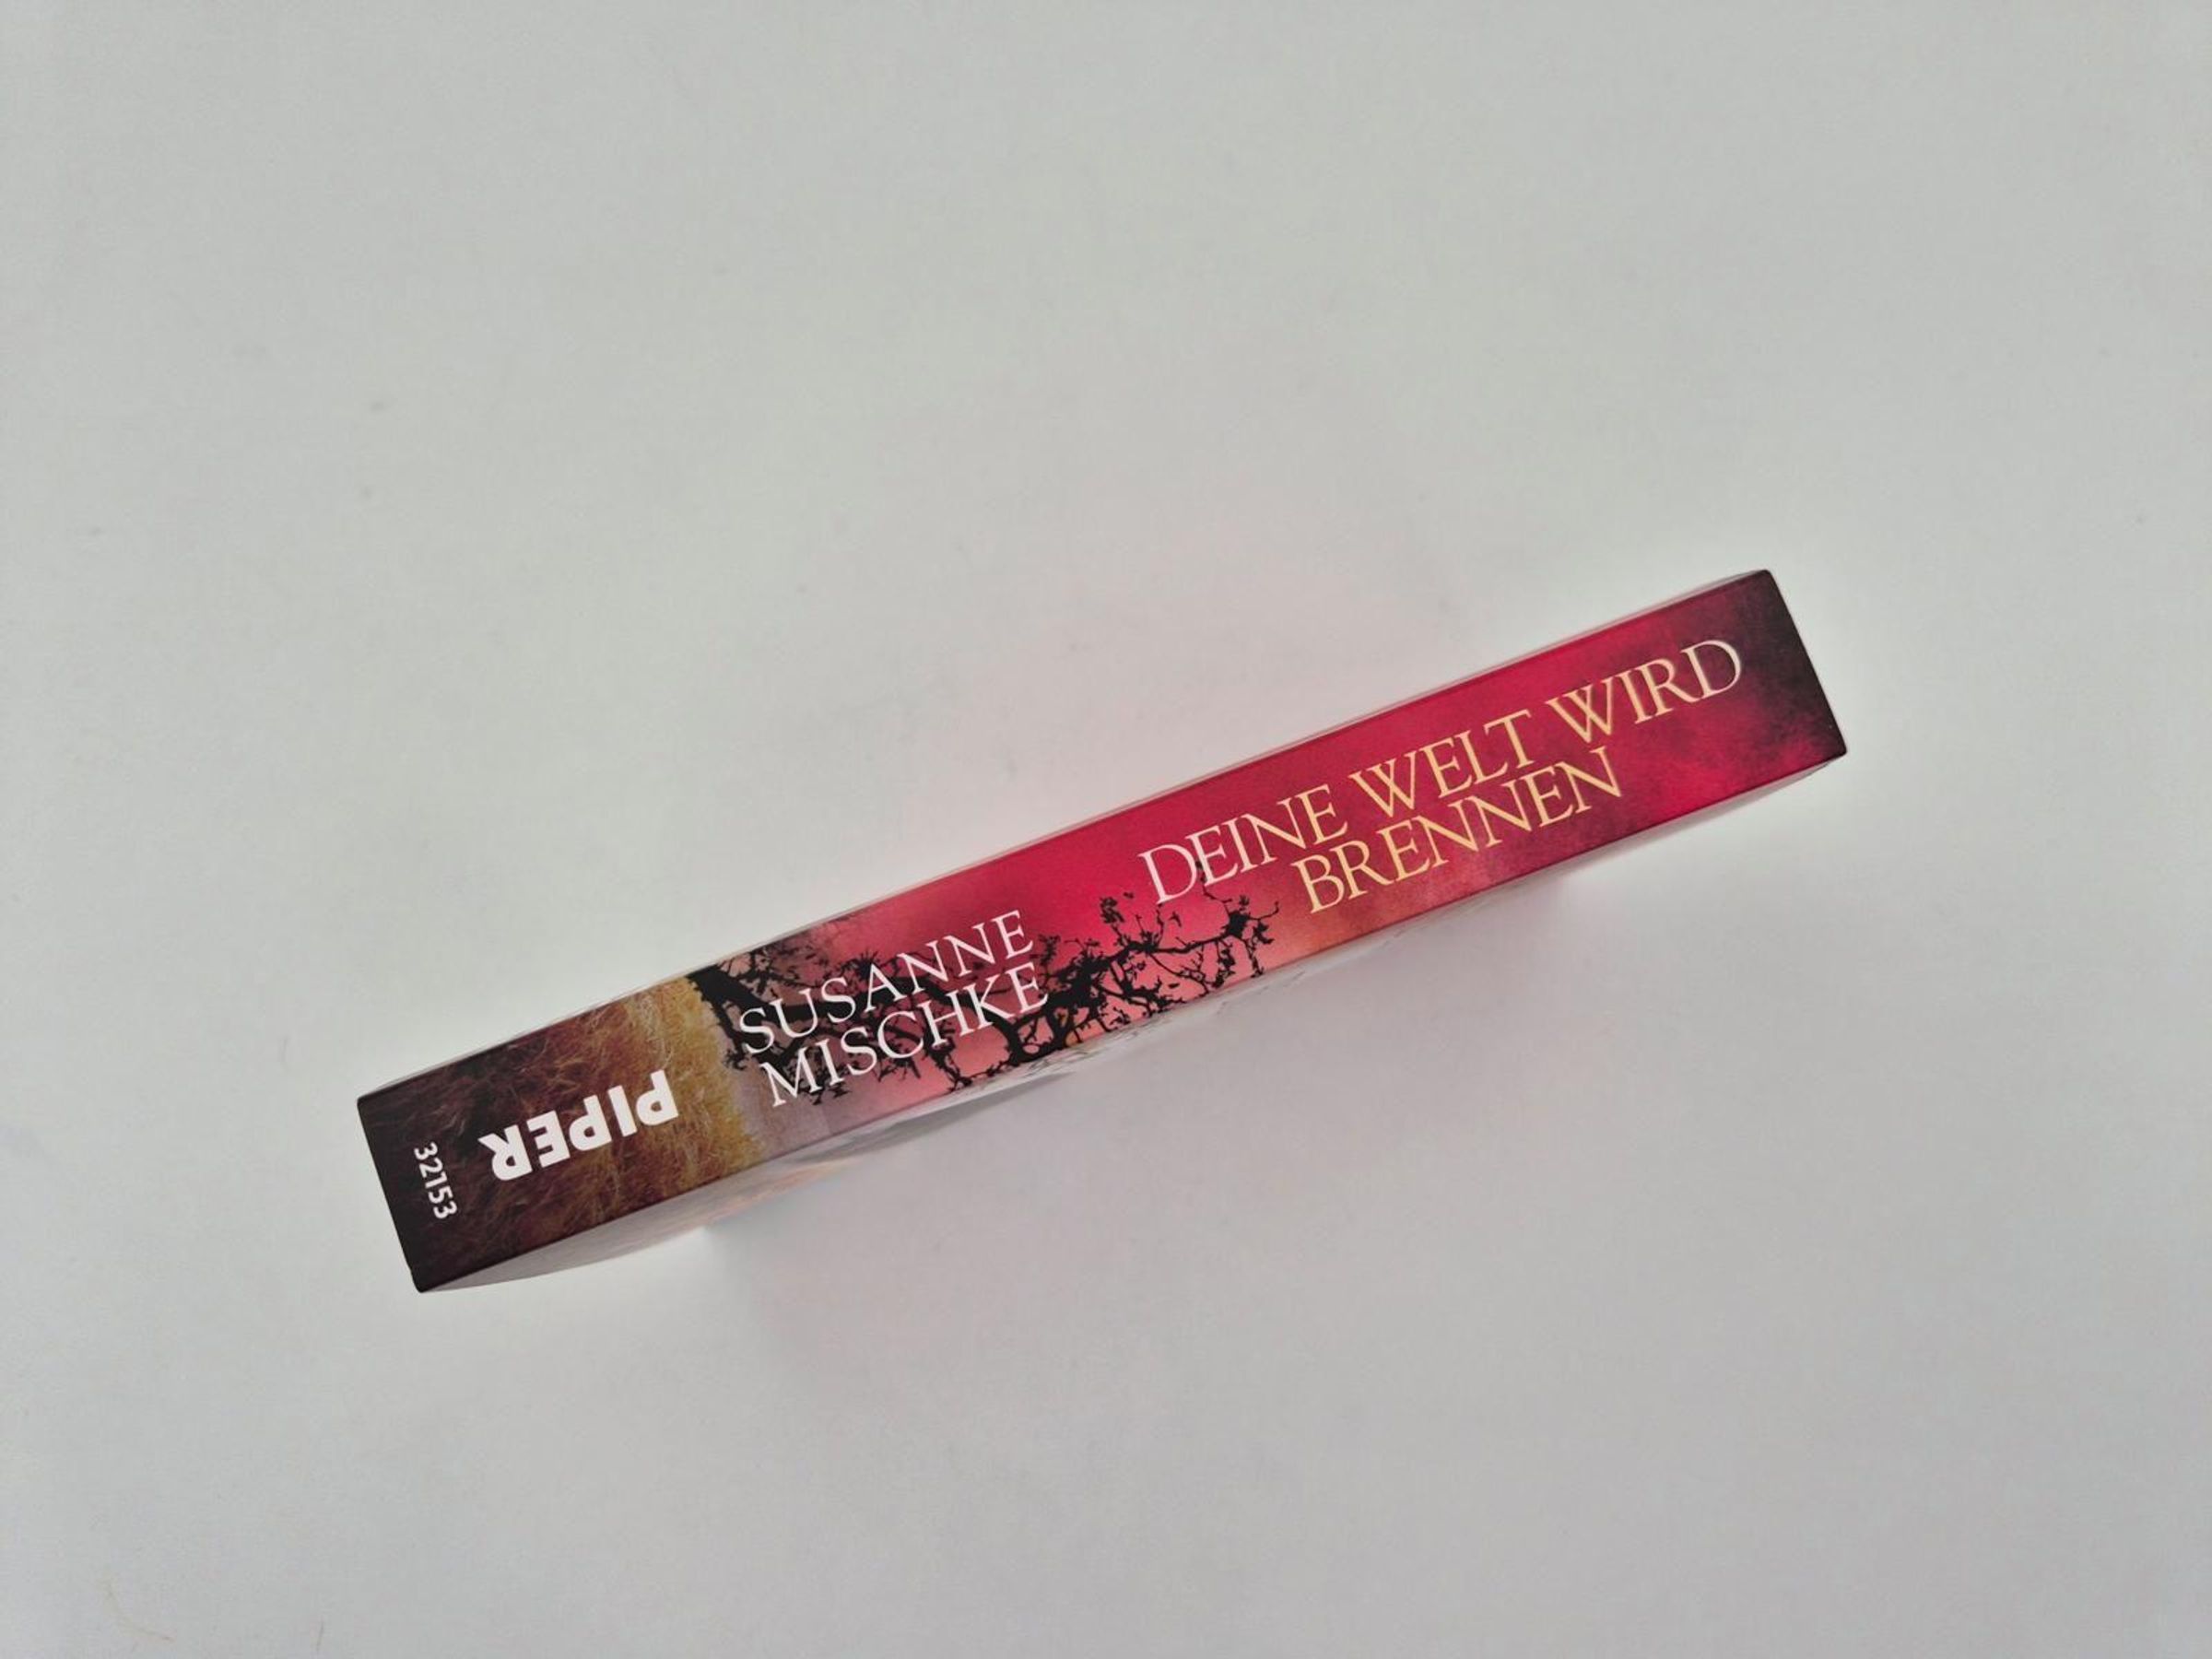 SUSANNE
MISCHKE
DEINE WELT WIRD
BRENNEN
PIPER
32153